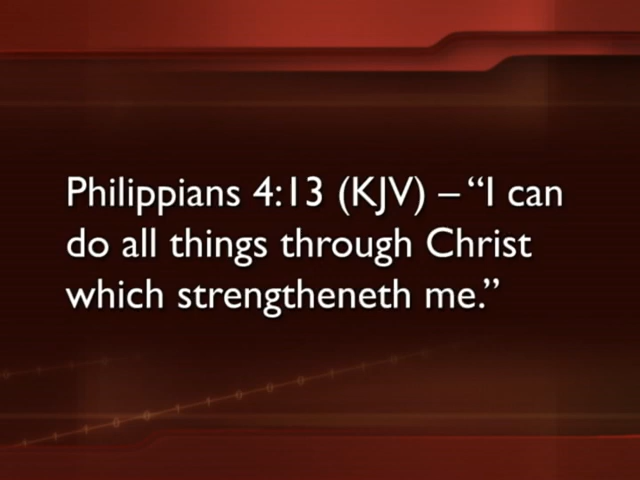 Philippians 4:13 (KJV) – “I can
do all things through Christ
which strengtheneth me.”